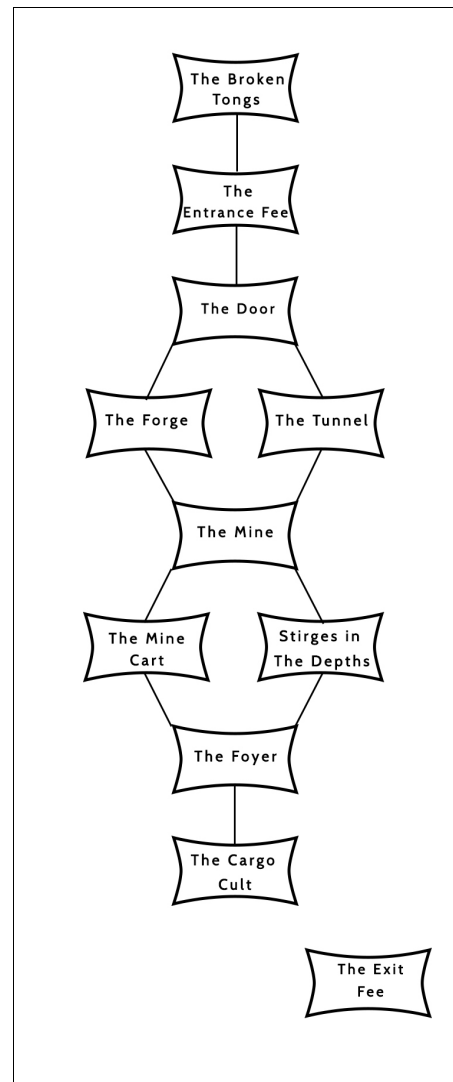 The Broken
Tongs
The
Entrance Fee
The Door
The Forge
The Tunnel
The Mine
The Mine
Cart
Stirges in
The Depths
The Foyer
The Cargo
Cult
The Exit
Fee